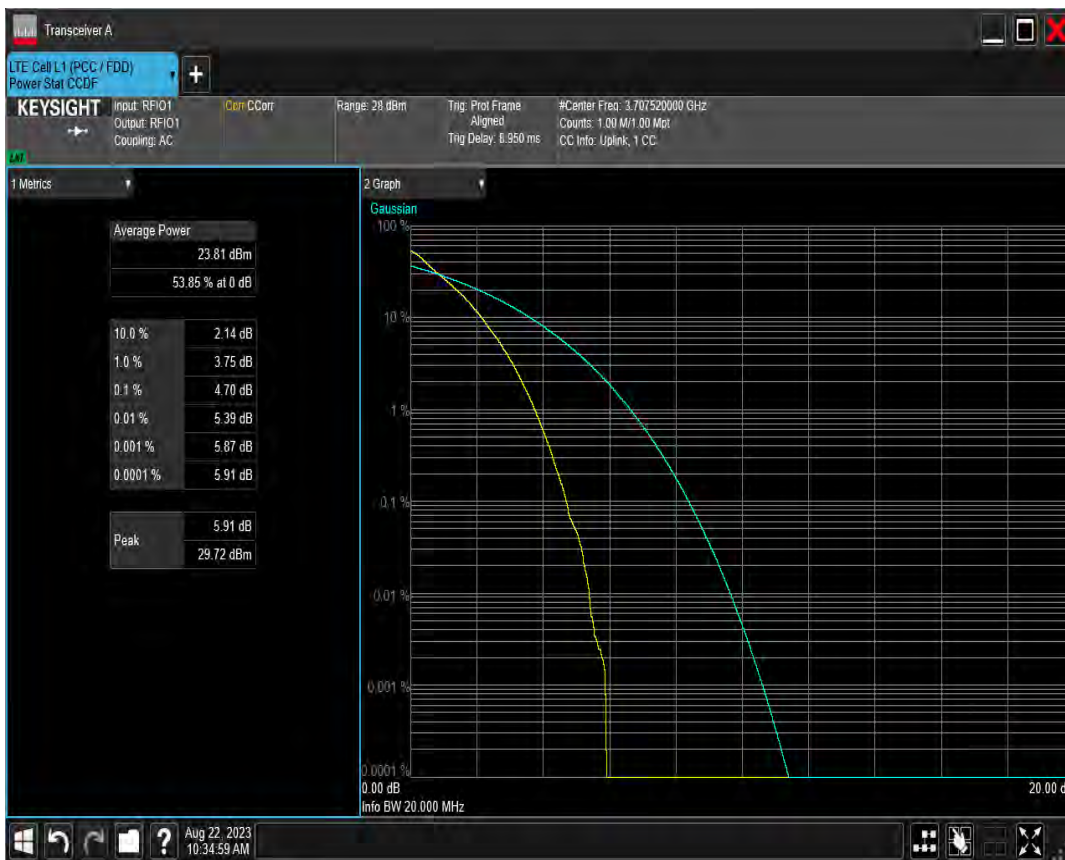 Transceiver A
LTE Cell L1 (PCC / FDD)
Power Stat CCDF
+
KEYSIGHT
LXI
Input: RFIO1
Output: RFIO1
Coupling: AC
Corr CCorr
Range: 28 dBm
Trig: Prot Frame
Aligned
Trig Delay: 8.950 ms
#Center Freq: 3.707520000 GHz
Counts: 1.00 M/1.00 Mpt
CC Info: Uplink, 1 CC
1 Metrics
Average Power
23.81 dBm
53.85 % at 0 dB
10.0 % 2.14 dB
1.0 % 3.75 dB
0.1 % 4.70 dB
0.01 % 5.39 dB
0.001 % 5.87 dB
0.0001 % 5.91 dB
Peak
5.91 dB
29.72 dBm
2 Graph
Gaussian
100 %
10 %
1 %
0.1 %
0.01 %
0.001 %
0.0001 %
0.00 dB
20.00 d
Info BW 20.000 MHz
?
Aug 22, 2023
10:34:59 AM